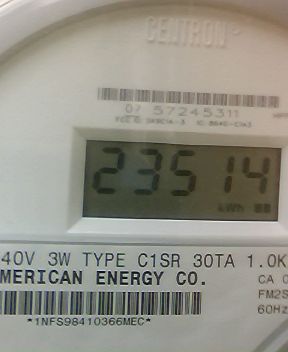 CENTRON
07 57245311
23514
kWh
40V 3W TYPE C1SR 30TA 1.0K
MERICAN ENERGY CO.
CA
FM2S
60Hz
*1NFS98410366MEC*